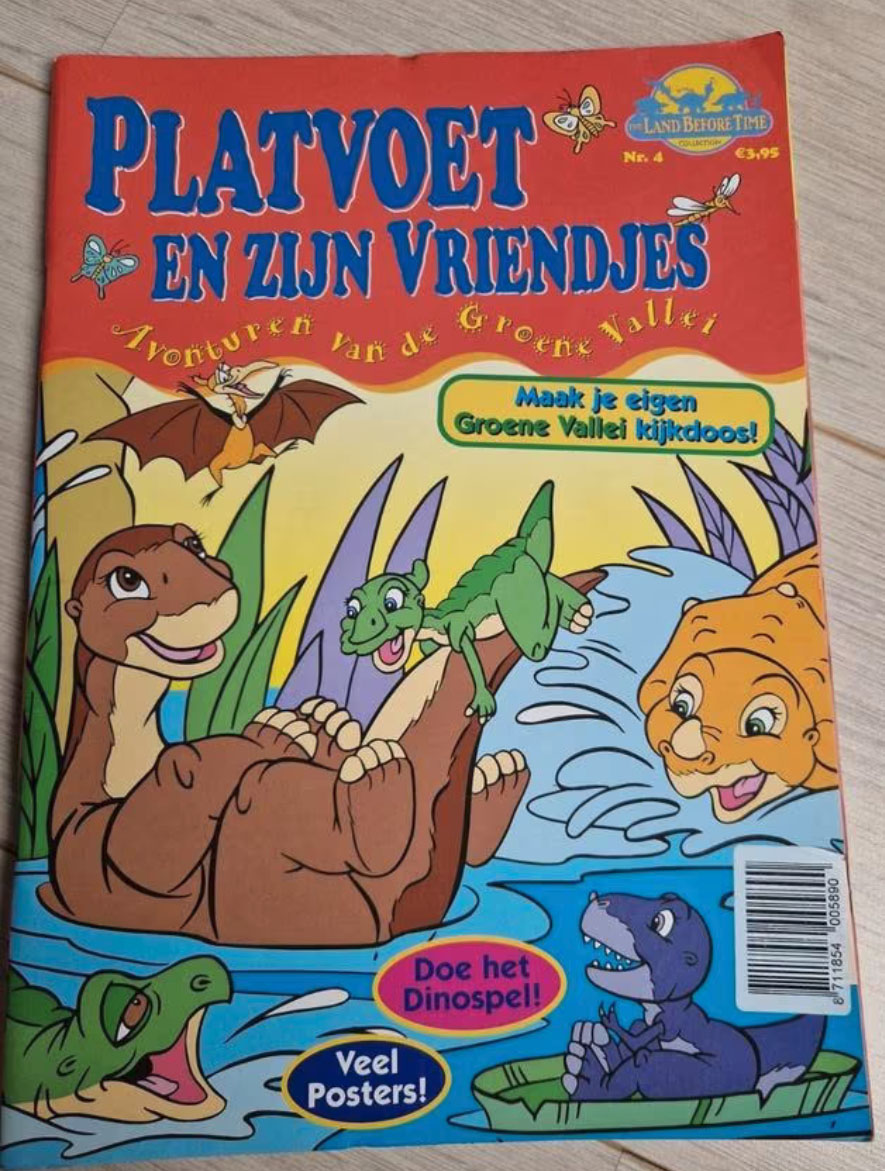 PLATVOET
THE LAND BEFORE TIME
COLLECTION
Nr. 4 €3,95
EN ZIJN VRIENDJES
Avonturen van de Groene Vallei
Maak je eigen
Groene Vallei kijkdoos!
Doe het
Dinospel!
Veel
Posters!
8 711854 005890